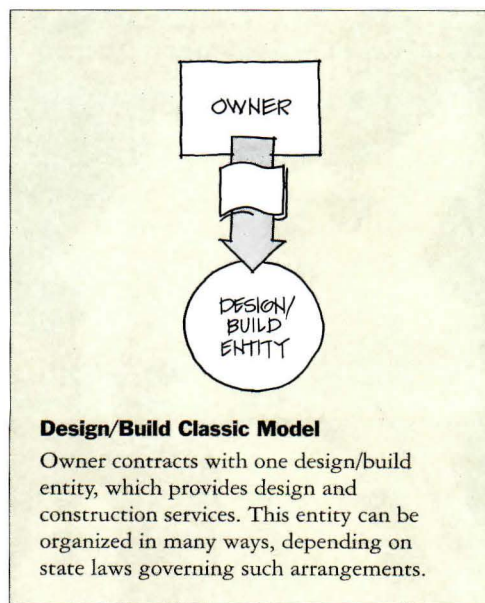 OWNER
DESIGN/
BUILD
ENTITY
Design/Build Classic Model
Owner contracts with one design/build
entity, which provides design and
construction services. This entity can be
organized in many ways, depending on
state laws governing such arrangements.